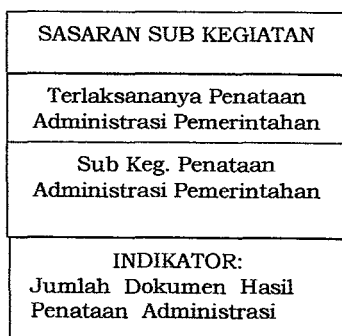 SASARAN SUB KEGIATAN
Terlaksananya Penataan
Administrasi Pemerintahan
Sub Keg. Penataan
Administrasi Pemerintahan
INDIKATOR:
Jumlah Dokumen Hasil
Penataan Administrasi